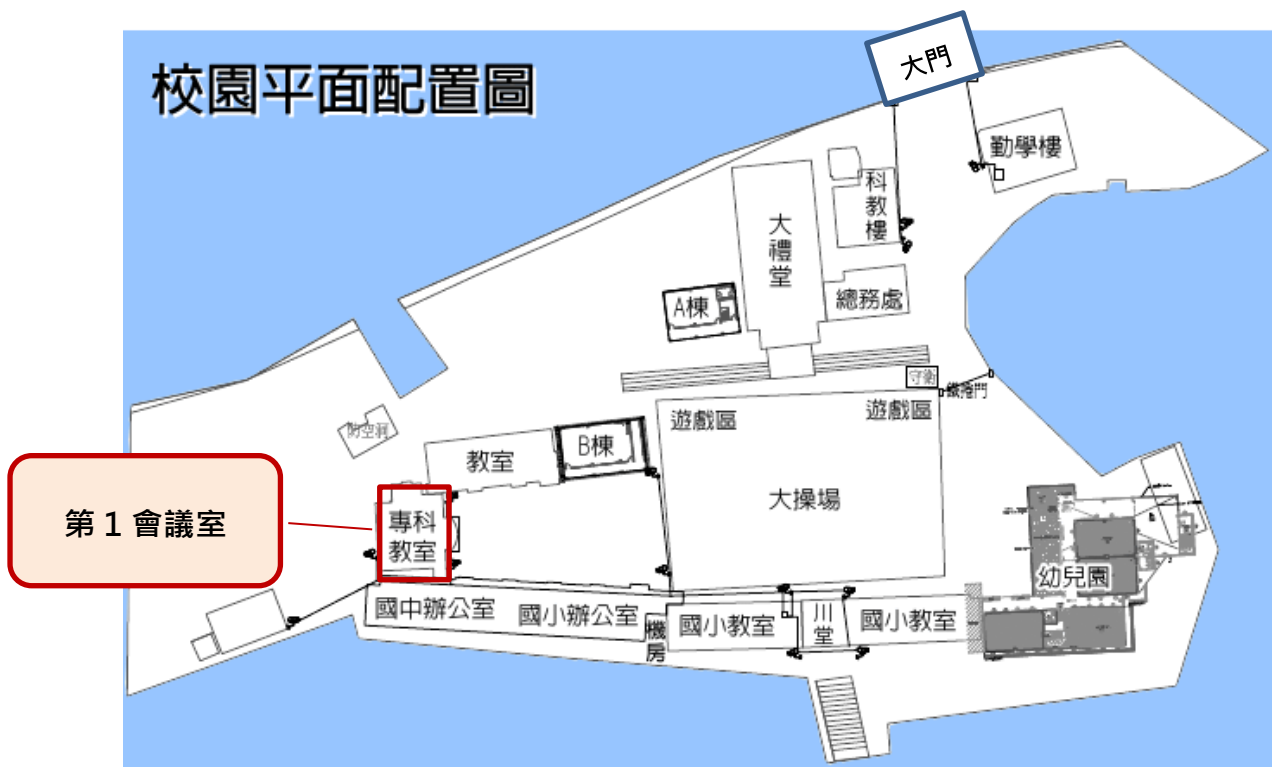 校園平面配置圖
大門
勤學樓
科教樓
大禮堂
總務處
A棟
守衛
鐵捲門
遊戲區
遊戲區
防空洞
教室
B棟
大操場
第 1 會議室
專科
教室
幼兒園
國中辦公室
國小辦公室
機房
國小教室
川堂
國小教室